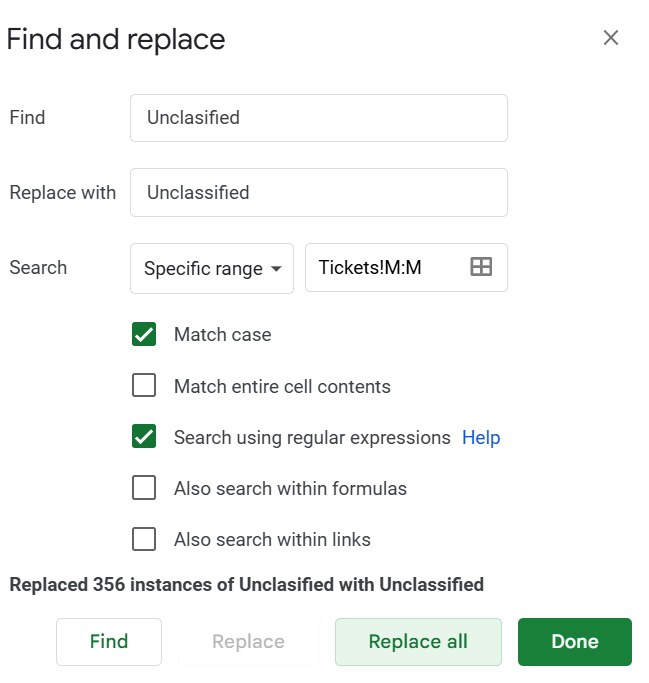 Find and replace
Find Unclasified
Replace with Unclassified
Search Specific range Tickets!M:M
Match case
Match entire cell contents
Search using regular expressions Help
Also search within formulas
Also search within links
Replaced 356 instances of Unclasified with Unclassified
Find Replace Replace all Done